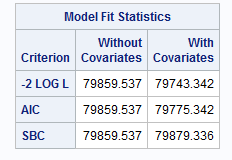 Model Fit Statistics
Criterion Without Covariates With Covariates
-2 LOG L 79859.537 79743.342
AIC 79859.537 79775.342
SBC 79859.537 79879.336